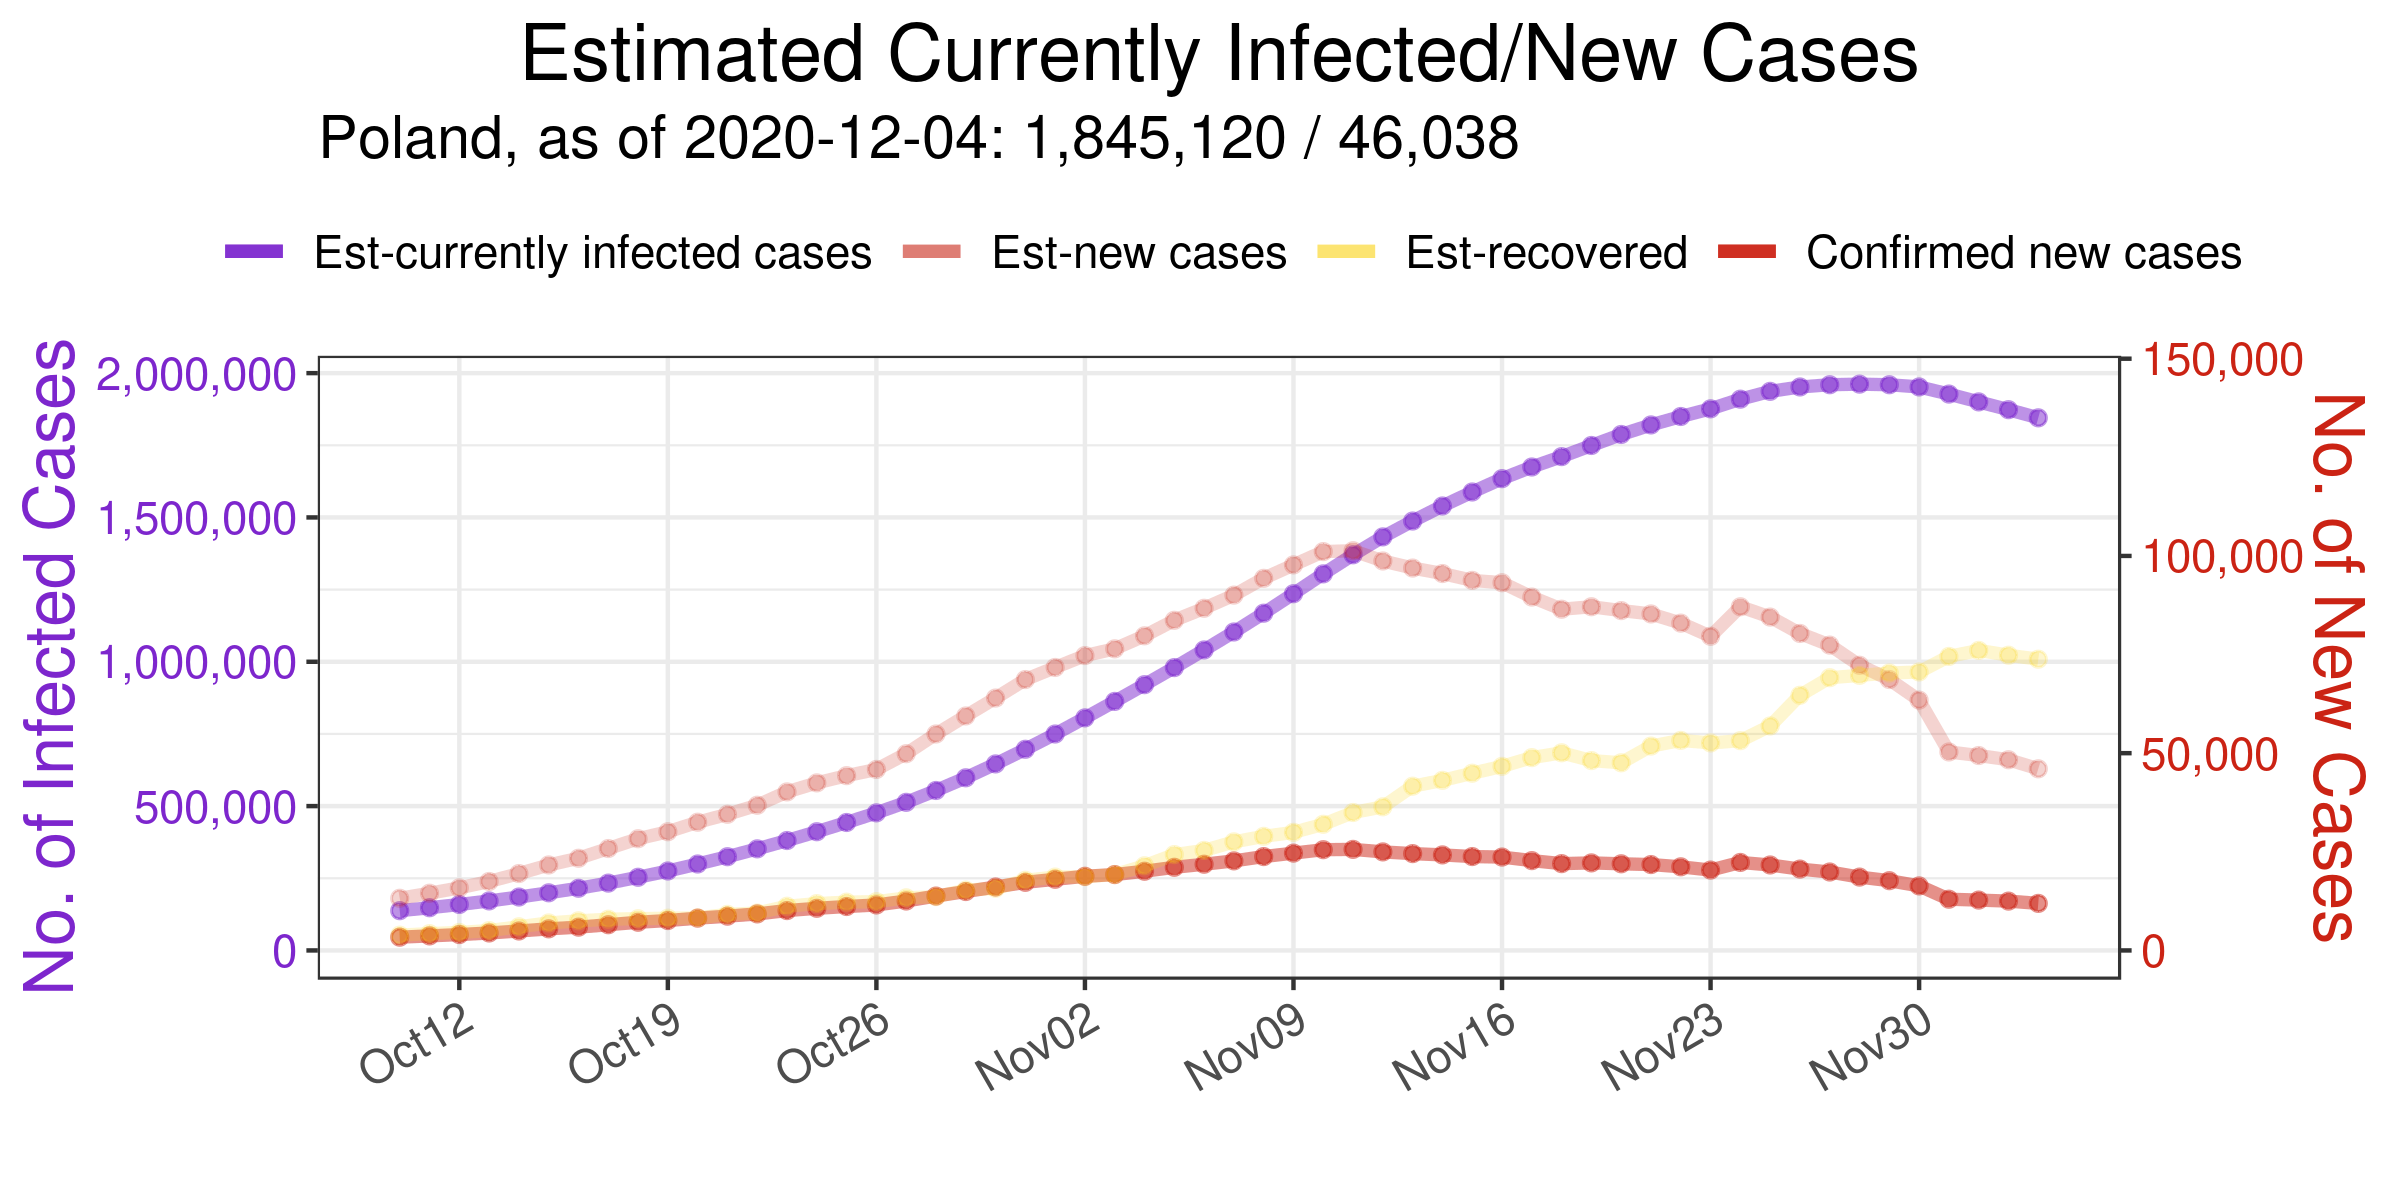 Estimated Currently Infected/New Cases
Poland, as of 2020-12-04: 1,845,120 / 46,038
Est-currently infected cases Est-new cases Est-recovered Confirmed new cases
No. of Infected Cases
2,000,000
1,500,000
1,000,000
500,000
0
150,000
100,000
50,000
0
No. of New Cases
Oct12 Oct19 Oct26 Nov02 Nov09 Nov16 Nov23 Nov30